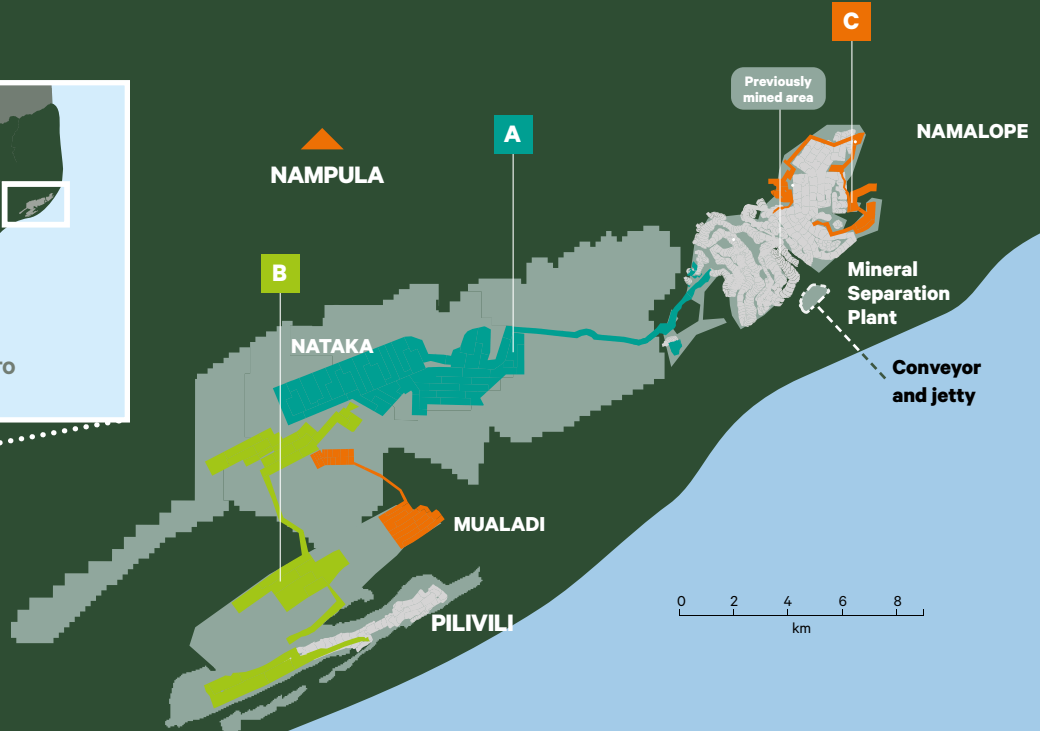 C
Previously
mined area
NAMALOPE
A
NAMPULA
B
Mineral
Separation
Plant
NATAKA
Conveyor
and jetty
MUALADI
PILIVILI
0 2 4 6 8
km